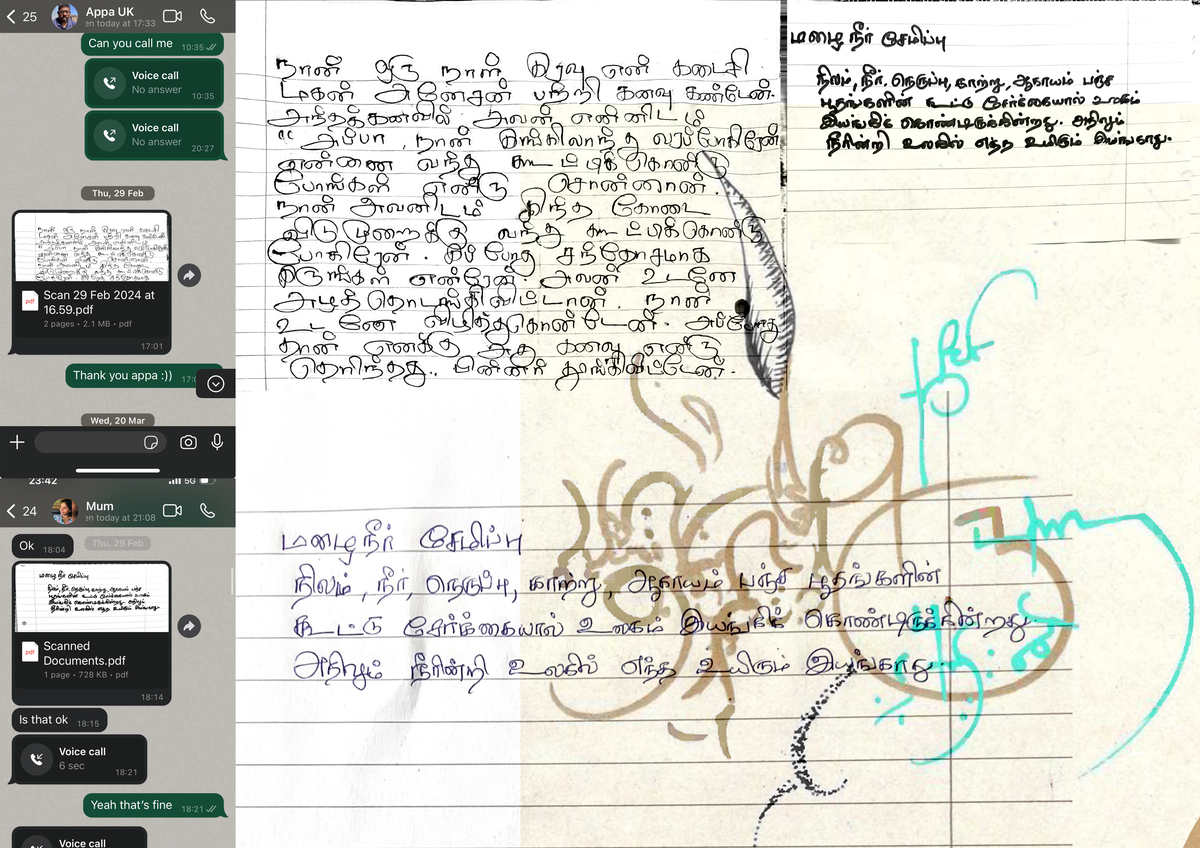 25
Appa UK
en today at 17:33
Can you call me 10:35
Voice call
No answer
10:35
Voice call
No answer
20:27
Thu, 29 Feb
pdf
Scan 29 Feb 2024 at
16.59.pdf
2 pages • 2.1 MB • pdf
17:01
Thank you appa :))
Wed, 20 Mar
23:42
5G
24
Mum
en today at 21:08
Ok 18:04
Thu, 29 Feb
pdf
Scanned
Documents.pdf
1 page • 728 KB • pdf
18:14
Is that ok 18:15
Voice call
6 sec
18:21
Yeah that's fine 18:21
Voice call
நான் ஒரு நாள் இரவு என் கடைசி
மகன் அனேசன் பற்றி கனவு கண்டேன்.
அந்தக்கனவில் அவன் என்னிடம்
“அப்பா, நான் இங்கிலாந்து வரப்போகிறேன்
என்னை வந்து கூட்டிக்கொண்டு
போங்கள் என்று சொன்னான்.
நான் அவனிடம் இந்த கோடை
விடுமுறைக்கு வந்து கூட்டிக்கொண்டு
போகிறேன். இப்போது சந்தோசமாக
இருங்கள் என்றேன். அவன் உடனே
அழத்தொடங்கிவிட்டான். நான்
உடனே விழித்துகொண்டேன். அப்போது
தான் எனக்கு அது கனவு என்று
தெரிந்தது.. பின்னர் தூங்கிவிட்டேன்.
மழை நீர் சேமிப்பு
நிலம், நீர், நெருப்பு, காற்று, ஆகாயம் பஞ்ச
பூதங்களின் கூட்டு சேர்கையால் உலகம்
இயங்கிக் கொண்டிருக்கின்றது. அதிலும்
நீரின்றி உலகில் எந்த உயிரும் இயங்காது.
மழை நீர் சேமிப்பு
நிலம், நீர், நெருப்பு, காற்று, ஆகாயம் பஞ்ச பூதங்களின்
கூட்டு சேர்க்கையால் உலகம் இயங்கிக் கொண்டிருக்கின்றது.
அதிலும் நீரின்றி உலகில் எந்த உயிரும் இயங்காது.